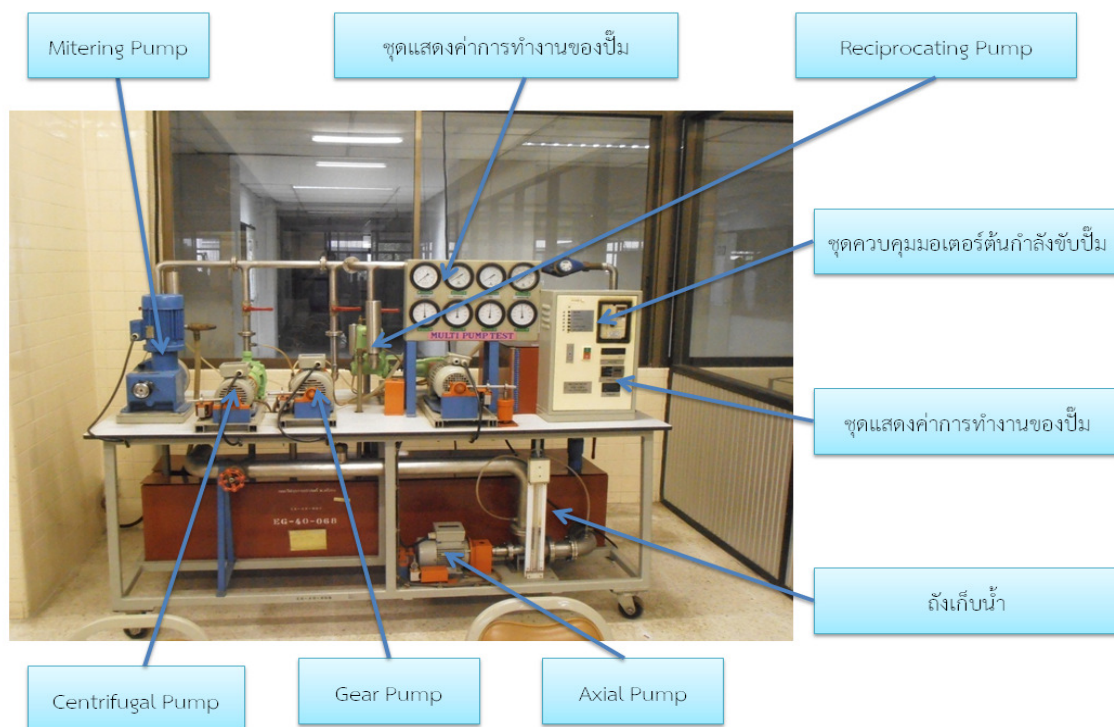 Mitering Pump
ชุดแสดงค่าการทำงานของปั๊ม
Reciprocating Pump
ชุดควบคุมมอเตอร์ต้นกำลังขับปั๊ม
MULTI PUMP TEST
ชุดแสดงค่าการทำงานของปั๊ม
EG-40-068
ถังเก็บน้ำ
Centrifugal Pump
Gear Pump
Axial Pump